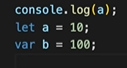 console.log(a);
let a = 10;
var b = 100;